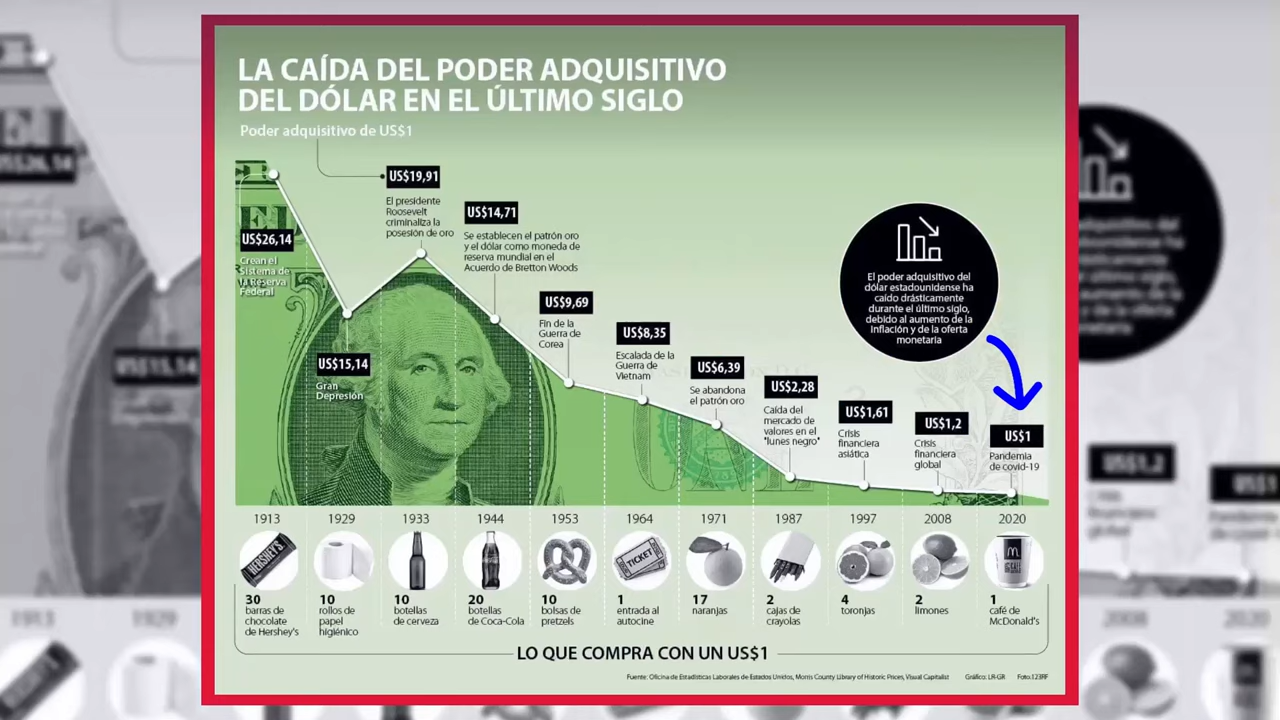 LA CAÍDA DEL PODER ADQUISITIVO
DEL DÓLAR EN EL ÚLTIMO SIGLO
Poder adquisitivo de US$1
US$26,14
Crean el
Sistema de
la Reserva
Federal
US$15,14
Gran
Depresión
US$19,91
El presidente
Roosevelt
criminaliza la
posesión de oro
US$14,71
Se establecen el patrón oro
y el dólar como moneda de
reserva mundial en el
Acuerdo de Bretton Woods
US$9,69
Fin de la
Guerra de
Corea
US$8,35
Escalada de la
Guerra de
Vietnam
US$6,39
Se abandona
el patrón oro
US$2,28
Caída del
mercado de
valores en el
"lunes negro"
US$1,61
Crisis
financiera
asiática
US$1,2
Crisis
financiera
global
US$1
Pandemia
de covid-19
El poder adquisitivo del
dólar estadounidense ha
caído drásticamente
durante el último siglo,
debido al aumento de la
inflación y de la oferta
monetaria
1913 1929 1933 1944 1953 1964 1971 1987 1997 2008 2020
HERSHEY'S
TICKET
30
barras de
chocolate
de Hershey's
10
rollos de
papel
higiénico
10
botellas
de cerveza
20
botellas
de Coca-Cola
10
bolsas de
pretzels
1
entrada al
autocine
17
naranjas
2
cajas de
crayolas
4
toronjas
2
limones
1
café de
McDonald's
LO QUE COMPRA CON UN US$1
Fuente: Oficina de Estadísticas Laborales de Estados Unidos, Morris County Library of Historic Prices, Visual Capitalist Gráfico: LR-GR Foto:123RF